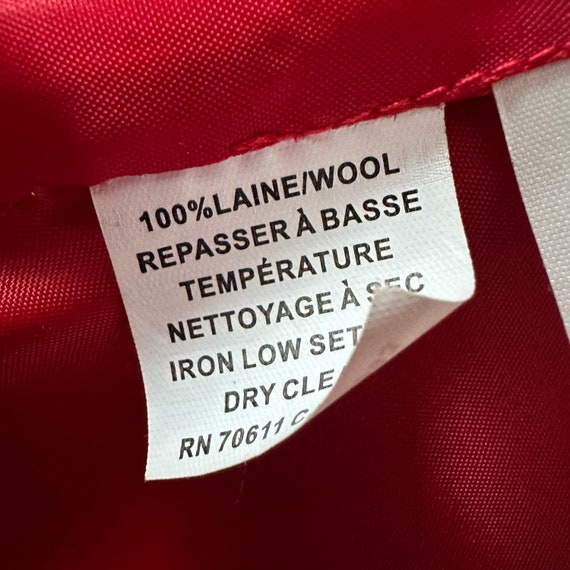 100%LAINE/WOOL
REPASSER À BASSE
TEMPÉRATURE
NETTOYAGE À SEC
IRON LOW SET
DRY CLE
RN 70611 C